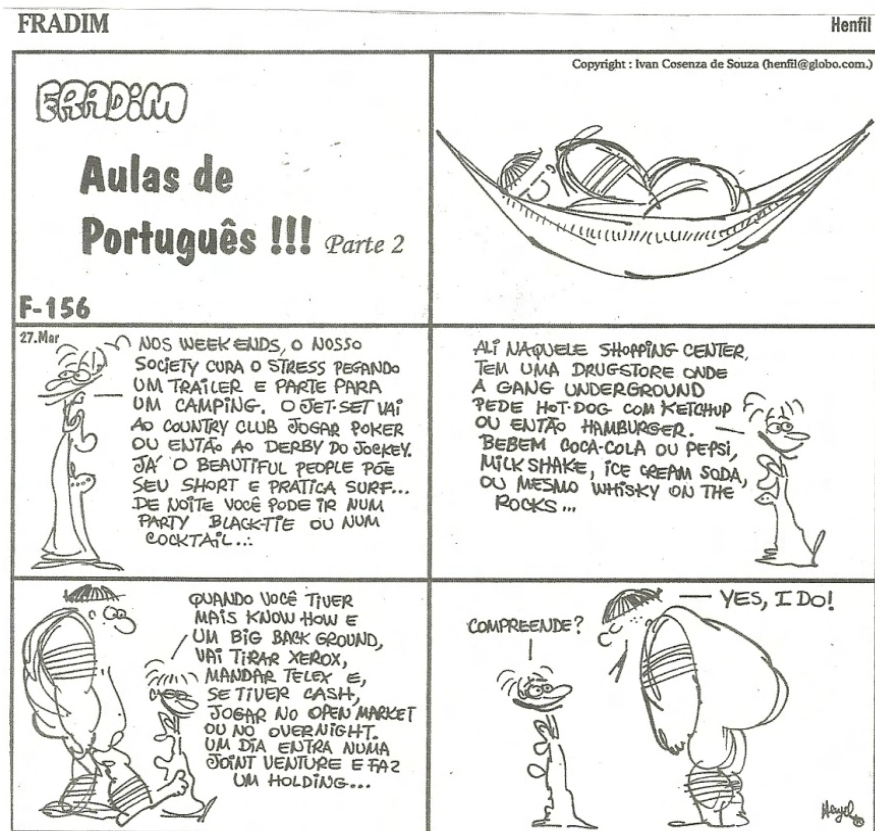 FRADIM
Henfil
Copyright : Ivan Cosenza de Souza (henfil@globo.com.)
FRADIM
Aulas de
Português !!! Parte 2
F-156
27.Mar
NOS WEEK ENDS, O NOSSO
SOCIETY CURA O STRESS PEGANDO
UM TRAILER E PARTE PARA
UM CAMPING. O JET-SET VAI
AO COUNTRY CLUB JOGAR POKER
OU ENTÃO AO DERBY DO JOCKEY.
JÁ O BEAUTIFUL PEOPLE PÕE
SEU SHORT E PRATICA SURF...
DE NOITE VOCÊ PODE IR NUM
PARTY BLACK-TIE OU NUM
COCKTAIL...
ALI NAQUELE SHOPPING CENTER,
TEM UMA DRUGSTORE ONDE
A GANG UNDERGROUND
PEDE HOT-DOG COM KETCHUP
OU ENTÃO HAMBURGER.
BEBEM COCA-COLA OU PEPSI,
MILK SHAKE, ICE CREAM SODA,
OU MESMO WHISKY ON THE
ROCKS...
QUANDO VOCÊ TIVER
MAIS KNOW HOW E
UM BIG BACK GROUND,
VAI TIRAR XEROX,
MANDAR TELEX E,
SE TIVER CASH,
JOGAR NO OPEN MARKET
OU NO OVERNIGHT.
UM DIA ENTRA NUMA
JOINT VENTURE E FAZ
UM HOLDING...
COMPREENDE?
YES, I DO!
Henfil